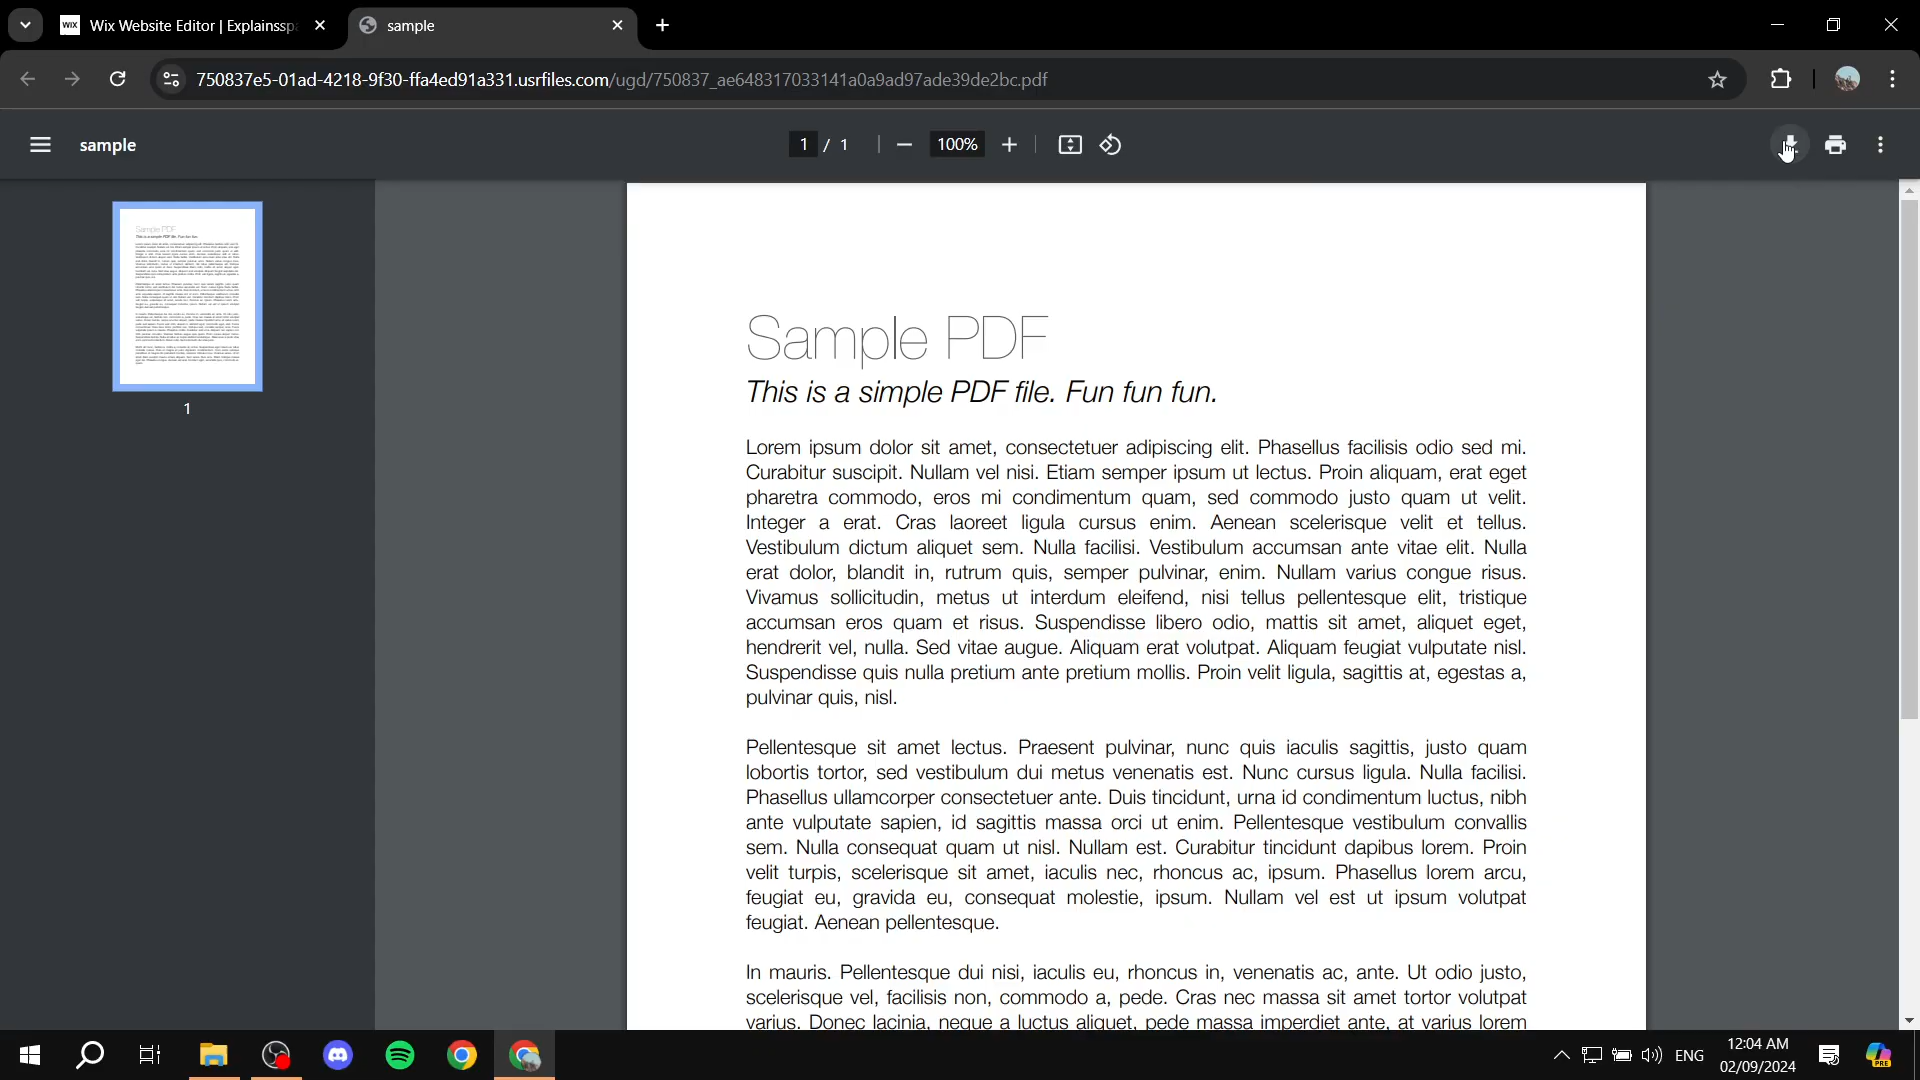 WIX Wix Website Editor | Explainssp
sample
750837e5-01ad-4218-9f30-ffa4ed91a331.usrfiles.com/ugd/750837_ae648317033141a0a9ad97ade39de2bc.pdf
sample
1 / 1
100%
Sample PDF
This is a simple PDF file. Fun fun fun.
1
Sample PDF
This is a simple PDF file. Fun fun fun.
Lorem ipsum dolor sit amet, consectetuer adipiscing elit. Phasellus facilisis odio sed mi.
Curabitur suscipit. Nullam vel nisi. Etiam semper ipsum ut lectus. Proin aliquam, erat eget
pharetra commodo, eros mi condimentum quam, sed commodo justo quam ut velit.
Integer a erat. Cras laoreet ligula cursus enim. Aenean scelerisque velit et tellus.
Vestibulum dictum aliquet sem. Nulla facilisi. Vestibulum accumsan ante vitae elit. Nulla
erat dolor, blandit in, rutrum quis, semper pulvinar, enim. Nullam varius congue risus.
Vivamus sollicitudin, metus ut interdum eleifend, nisi tellus pellentesque elit, tristique
accumsan eros quam et risus. Suspendisse libero odio, mattis sit amet, aliquet eget,
hendrerit vel, nulla. Sed vitae augue. Aliquam erat volutpat. Aliquam feugiat vulputate nisl.
Suspendisse quis nulla pretium ante pretium mollis. Proin velit ligula, sagittis at, egestas a,
pulvinar quis, nisl.
Pellentesque sit amet lectus. Praesent pulvinar, nunc quis iaculis sagittis, justo quam
lobortis tortor, sed vestibulum dui metus venenatis est. Nunc cursus ligula. Nulla facilisi.
Phasellus ullamcorper consectetuer ante. Duis tincidunt, urna id condimentum luctus, nibh
ante vulputate sapien, id sagittis massa orci ut enim. Pellentesque vestibulum convallis
sem. Nulla consequat quam ut nisl. Nullam est. Curabitur tincidunt dapibus lorem. Proin
velit turpis, scelerisque sit amet, iaculis nec, rhoncus ac, ipsum. Phasellus lorem arcu,
feugiat eu, gravida eu, consequat molestie, ipsum. Nullam vel est ut ipsum volutpat
feugiat. Aenean pellentesque.
In mauris. Pellentesque dui nisi, iaculis eu, rhoncus in, venenatis ac, ante. Ut odio justo,
scelerisque vel, facilisis non, commodo a, pede. Cras nec massa sit amet tortor volutpat
varius. Donec lacinia, neque a luctus aliquet, pede massa imperdiet ante, at varius lorem
ENG
12:04 AM
02/09/2024
PRE